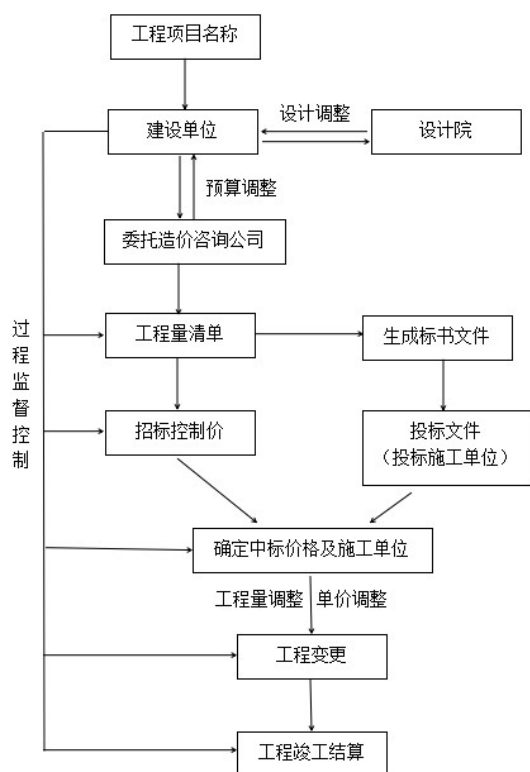 工程项目名称
设计调整
建设单位
设计院
预算调整
委托造价咨询公司
过程监督控制
工程量清单
生成标书文件
招标控制价
投标文件
（投标施工单位）
确定中标价格及施工单位
工程量调整
单价调整
工程变更
工程竣工结算